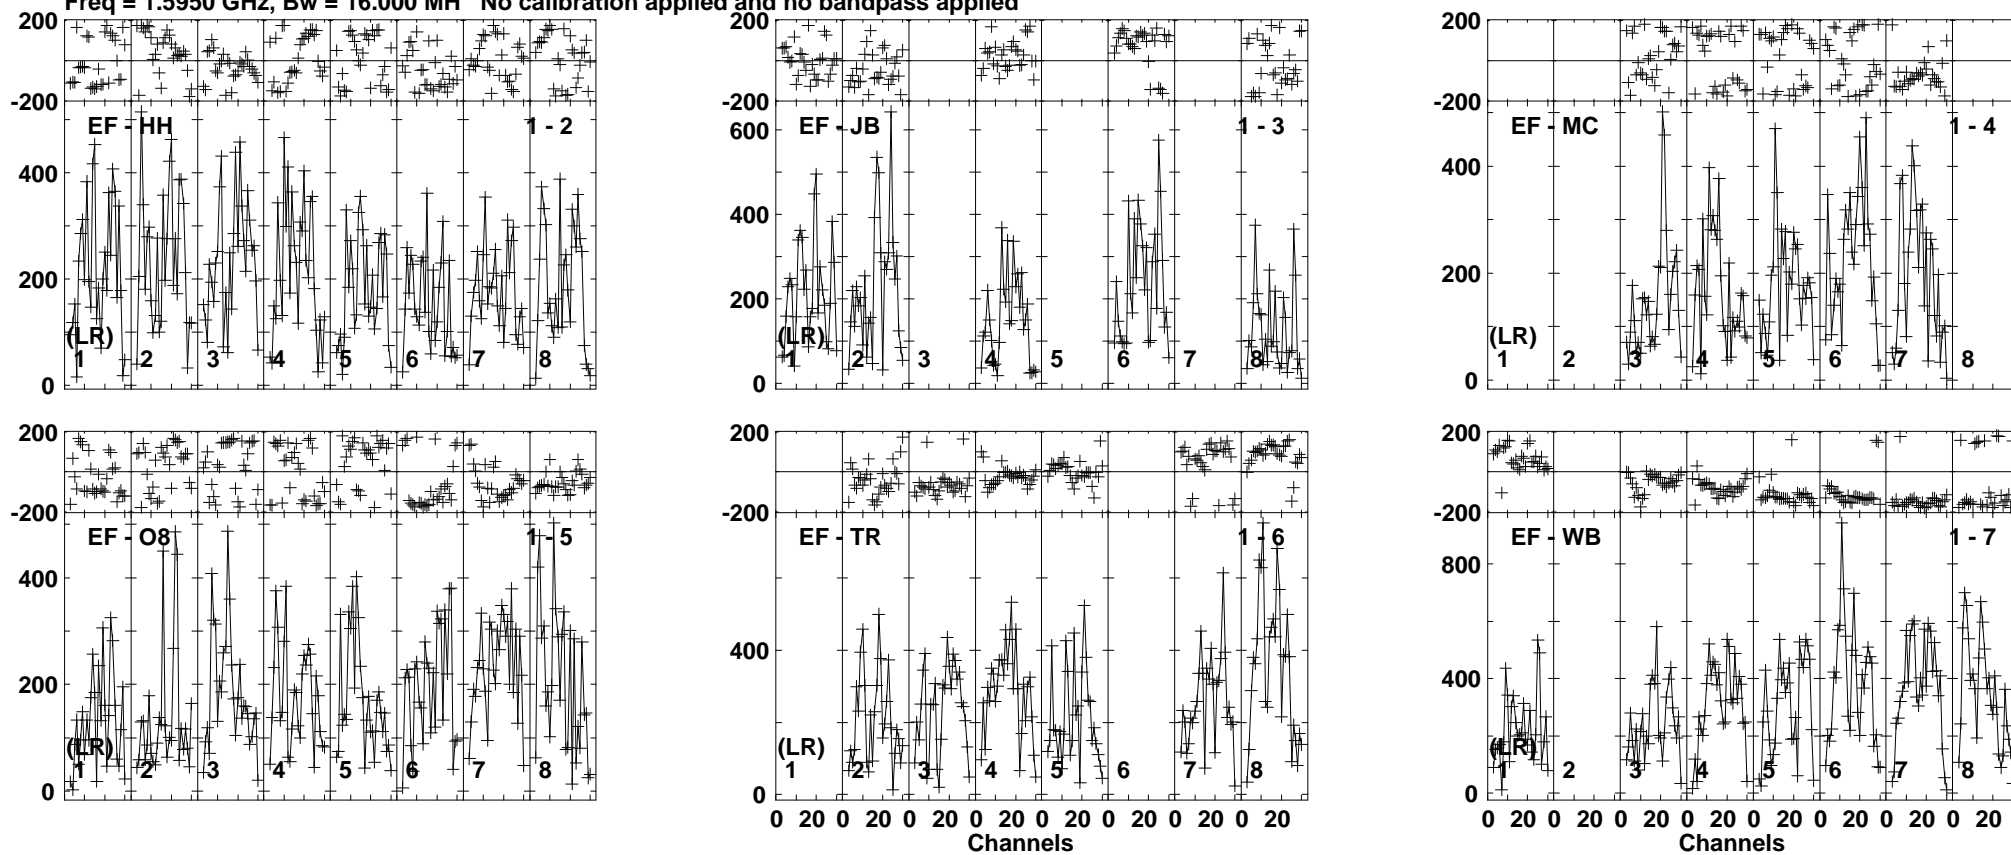 Freq = 1.5950 GHz, Bw = 16.000 MH No calibration applied and no bandpass applied
200 200 200
-200 -200 -200
EF - HH 1 - 2 EF - JB 1 - 3 EF - MC 1 - 4
600
400 400 400
200 200 200
(LR) (LR) (LR)
1 2 3 4 5 6 7 8 1 2 3 4 5 6 7 8 1 2 3 4 5 6 7 8
0 0 0
200 200 200
-200 -200 -200
EF - O8 1 - 5 EF - TR 1 - 6 EF - WB 1 - 7
800
400 400 400
200
(LR) (LR) (LR)
1 2 3 4 5 6 7 8 1 2 3 4 5 6 7 8 1 2 3 4 5 6 7 8
0 0 0
0 20 0 20 0 20 0 20 0 20 0 20 0 20 0 20 0 20 0 20 0 20 0 20 0 20 0 20 0 20 0 20
Channels Channels